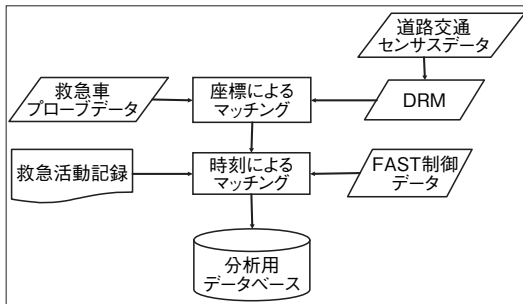 道路交通
センサスデータ
救急車
プローブデータ
座標による
マッチング
DRM
救急活動記録
時刻による
マッチング
FAST制御
データ
分析用
データベース